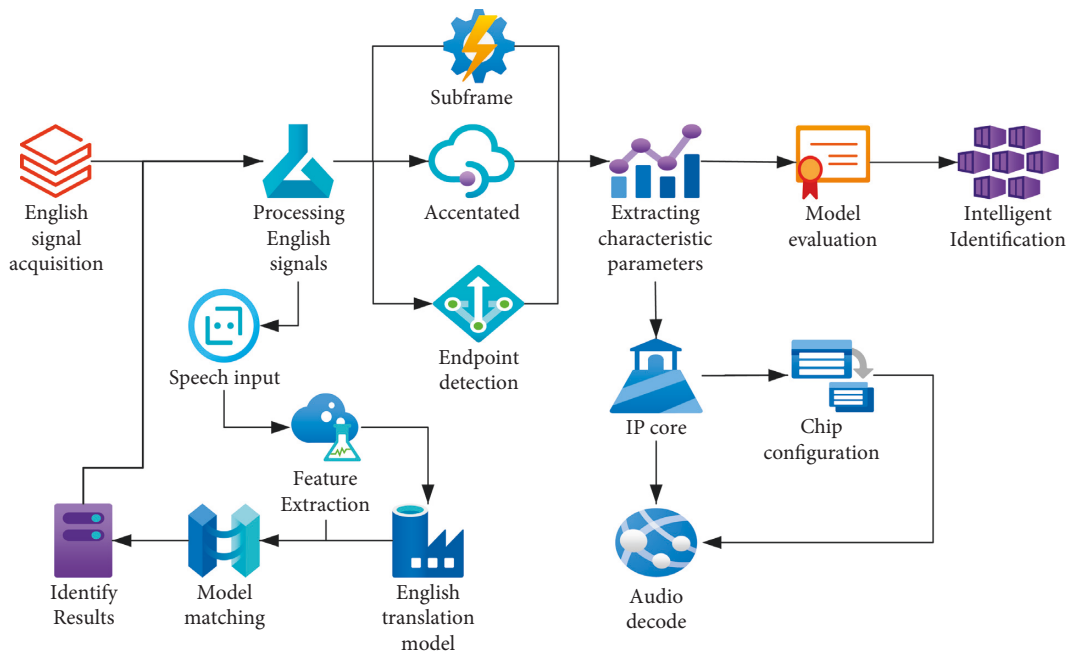 Subframe
English
signal
acquisition
Processing
English
signals
Accentated
Extracting
characteristic
parameters
Model
evaluation
Intelligent
Identification
Speech input
Endpoint
detection
IP core
Chip
configuration
Feature
Extraction
Identify
Results
Model
matching
English
translation
model
Audio
decode